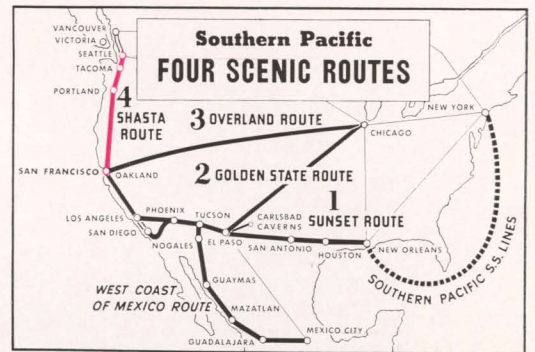 Southern Pacific
FOUR SCENIC ROUTES
VANCOUVER
VICTORIA
SEATTLE
TACOMA
PORTLAND
4
SHASTA
ROUTE
3 OVERLAND ROUTE
NEW YORK
CHICAGO
SAN FRANCISCO
OAKLAND
2 GOLDEN STATE ROUTE
1
SUNSET ROUTE
LOS ANGELES
PHOENIX
TUCSON
CARLSBAD
CAVERNS
SAN DIEGO
NOGALES
EL PASO
SAN ANTONIO
HOUSTON
NEW ORLEANS
SOUTHERN PACIFIC S.S. LINES
GUAYMAS
WEST COAST
OF MEXICO ROUTE
MAZATLAN
GUADALAJARA
MEXICO CITY